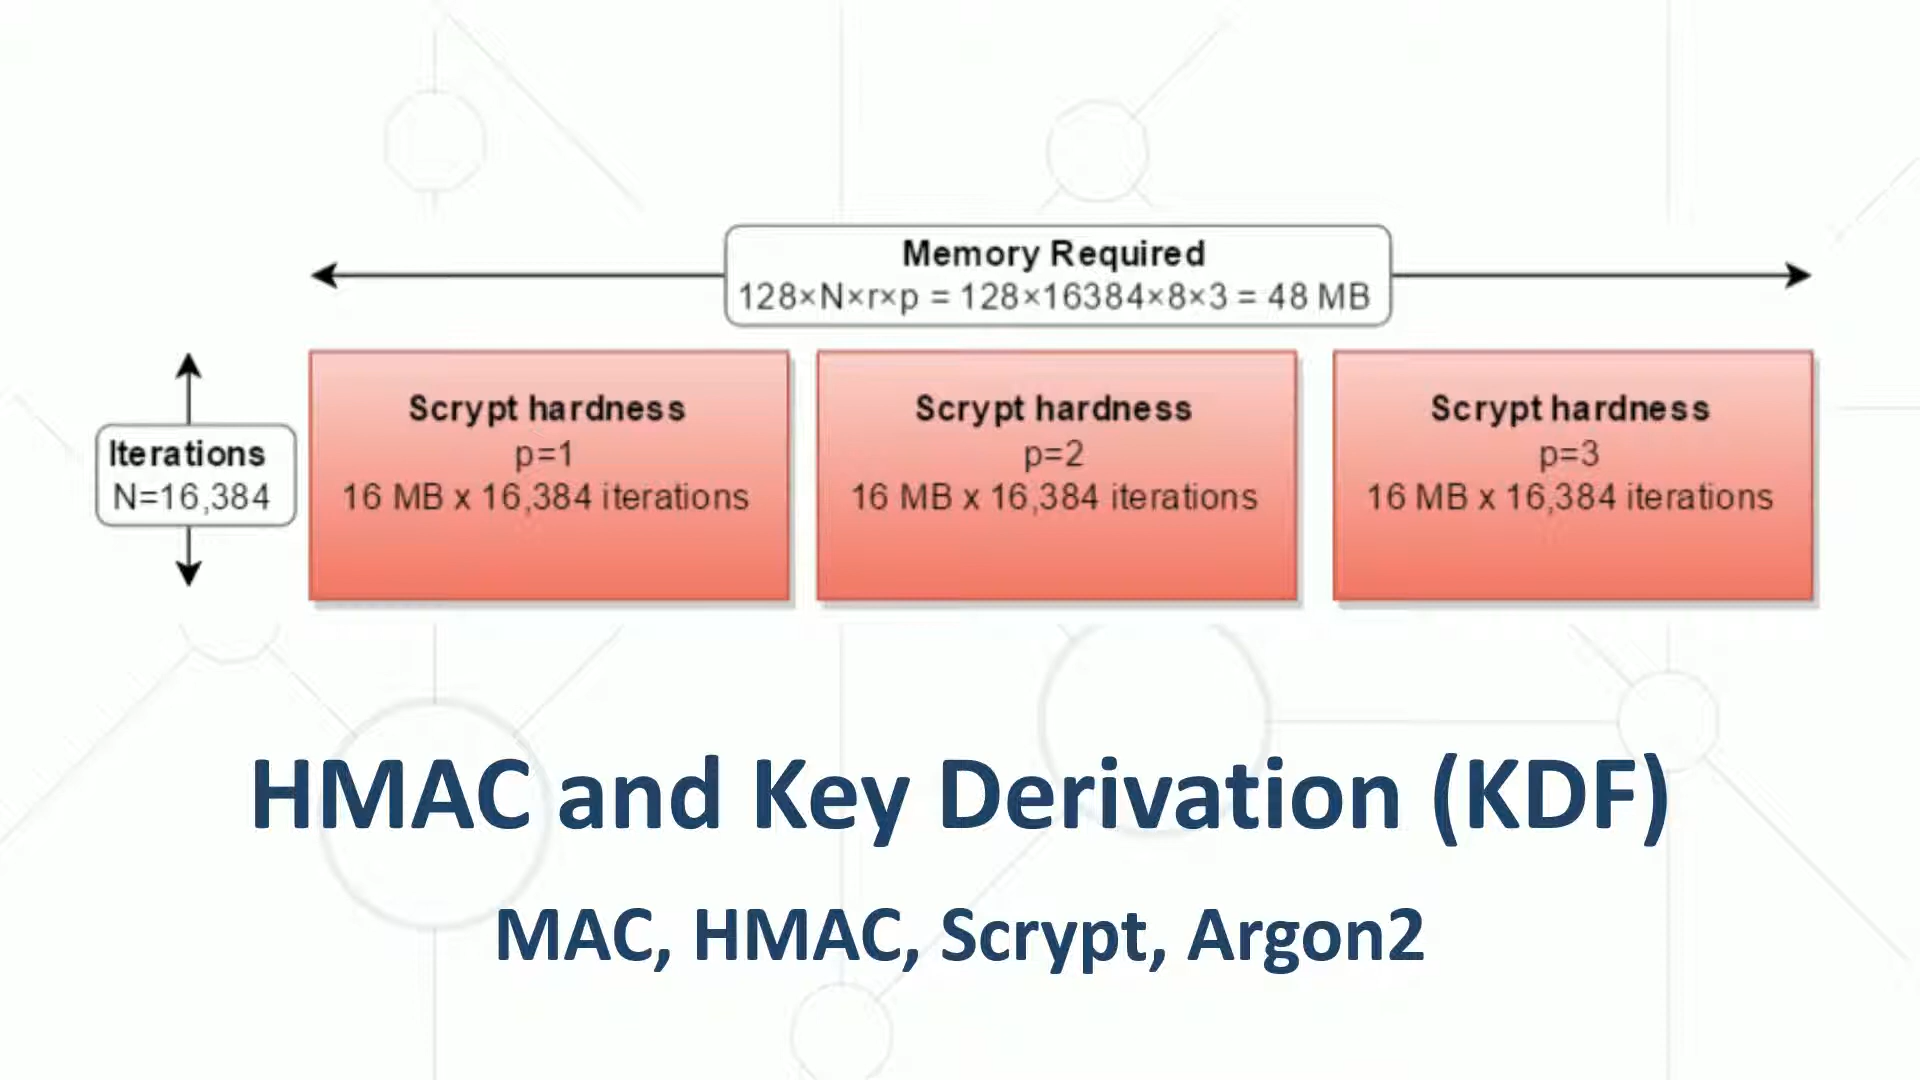 Memory Required
128×N×r×p = 128×16384×8×3 = 48 MB
Iterations
N=16,384
Scrypt hardness
p=1
16 MB x 16,384 iterations
Scrypt hardness
p=2
16 MB x 16,384 iterations
Scrypt hardness
p=3
16 MB x 16,384 iterations
HMAC and Key Derivation (KDF)
MAC, HMAC, Scrypt, Argon2